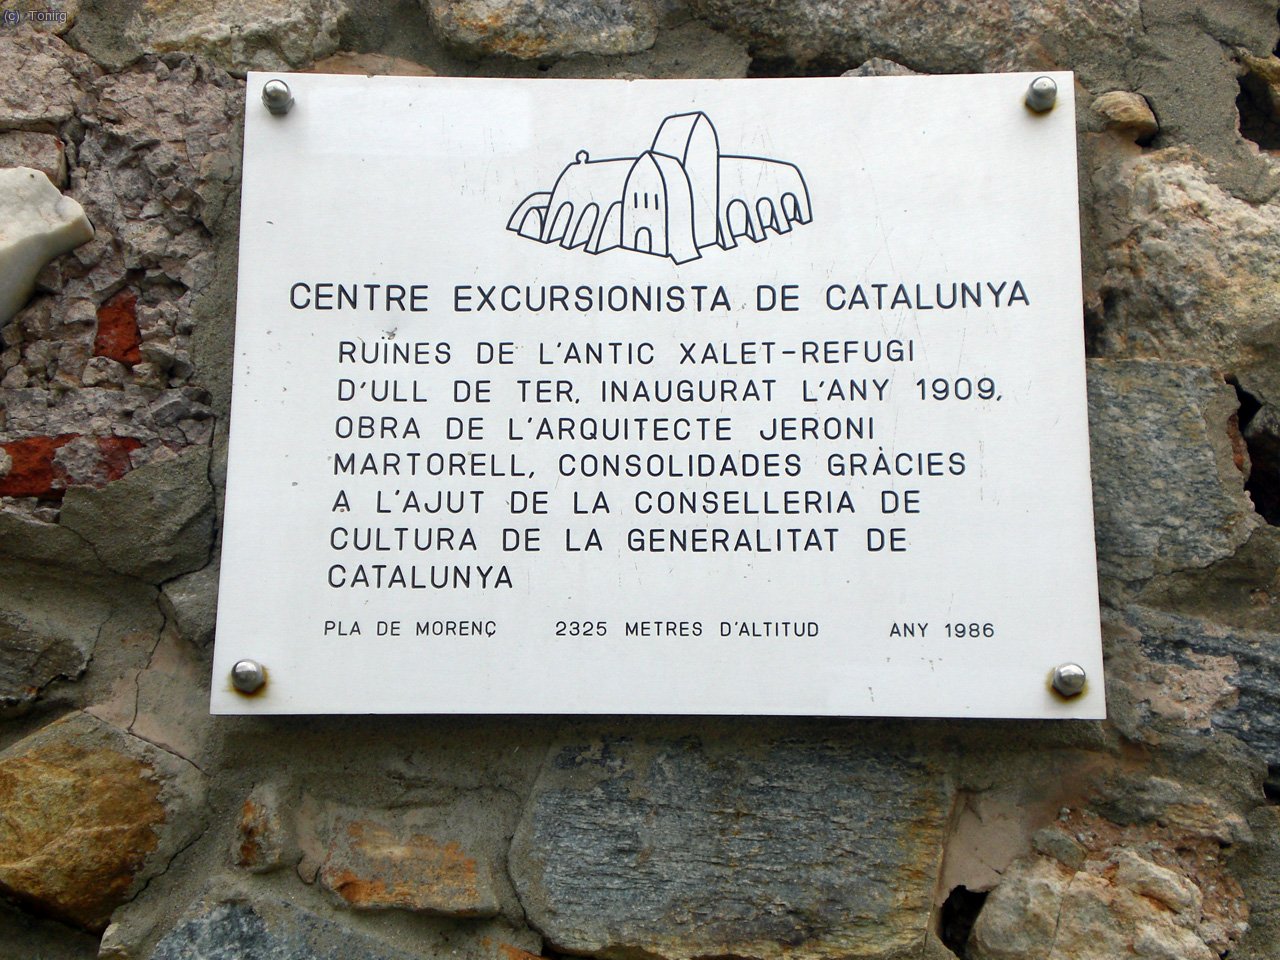 (c) Tonirg
CENTRE EXCURSIONISTA DE CATALUNYA
RUÏNES DE L'ANTIC XALET-REFUGI
D'ULL DE TER, INAUGURAT L'ANY 1909,
OBRA DE L'ARQUITECTE JERONI
MARTORELL, CONSOLIDADES GRÀCIES
A L'AJUT DE LA CONSELLERIA DE
CULTURA DE LA GENERALITAT DE
CATALUNYA
PLA DE MORENÇ 2325 METRES D'ALTITUD ANY 1986